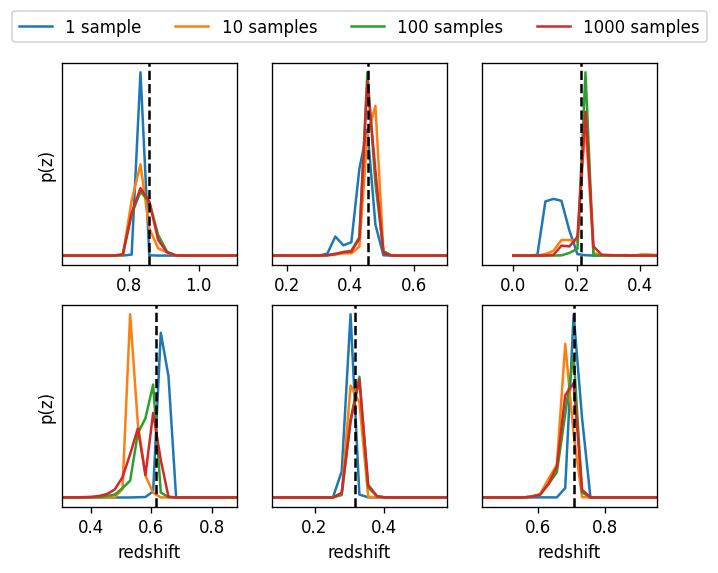 1 sample 10 samples 100 samples 1000 samples
p(z)
0.8 1.0 0.2 0.4 0.6 0.0 0.2 0.4
p(z)
0.4 0.6 0.8 0.2 0.4 0.6 0.8
redshift redshift redshift